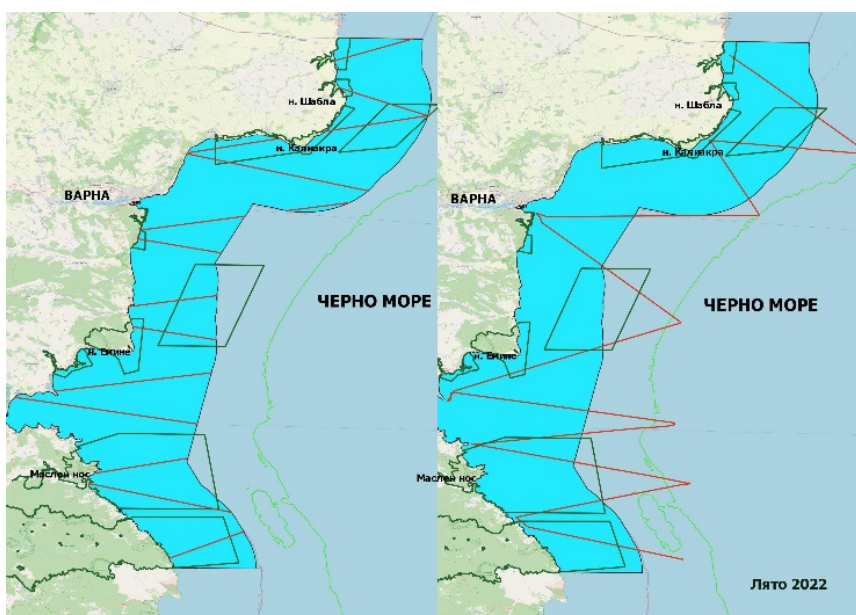 н. Шабла
н. Калиакра
ВАРНА
ЧЕРНО МОРЕ
н. Емине
Маслен нос
н. Шабла
н. Калиакра
ВАРНА
ЧЕРНО МОРЕ
н. Емине
Маслен нос
Лято 2022